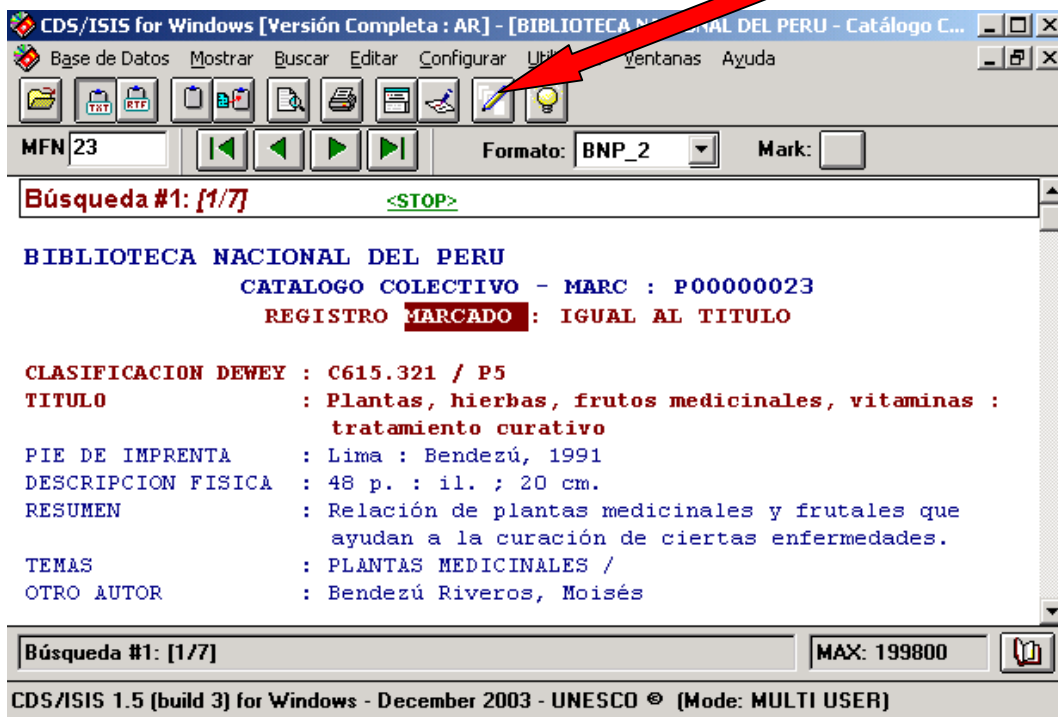 CDS/ISIS for Windows [Versión Completa : AR] - [BIBLIOTECA NACIONAL DEL PERU - Catálogo C...
Base de Datos Mostrar Buscar Editar Configurar Ventanas Ayuda
TXT RTF
MFN 23 Formato: BNP_2 Mark:
Búsqueda #1: [1/7] <STOP>
BIBLIOTECA NACIONAL DEL PERU
CATALOGO COLECTIVO - MARC : P00000023
REGISTRO MARCADO : IGUAL AL TITULO
CLASIFICACION DEWEY : C615.321 / P5
TITULO : Plantas, hierbas, frutos medicinales, vitaminas :
tratamiento curativo
PIE DE IMPRENTA : Lima : Bendezú, 1991
DESCRIPCION FISICA : 48 p. : il. ; 20 cm.
RESUMEN : Relación de plantas medicinales y frutales que
ayudan a la curación de ciertas enfermedades.
TEMAS : PLANTAS MEDICINALES /
OTRO AUTOR : Bendezú Riveros, Moisés
Búsqueda #1: [1/7] MAX: 199800
CDS/ISIS 1.5 (build 3) for Windows - December 2003 - UNESCO © (Mode: MULTI USER)